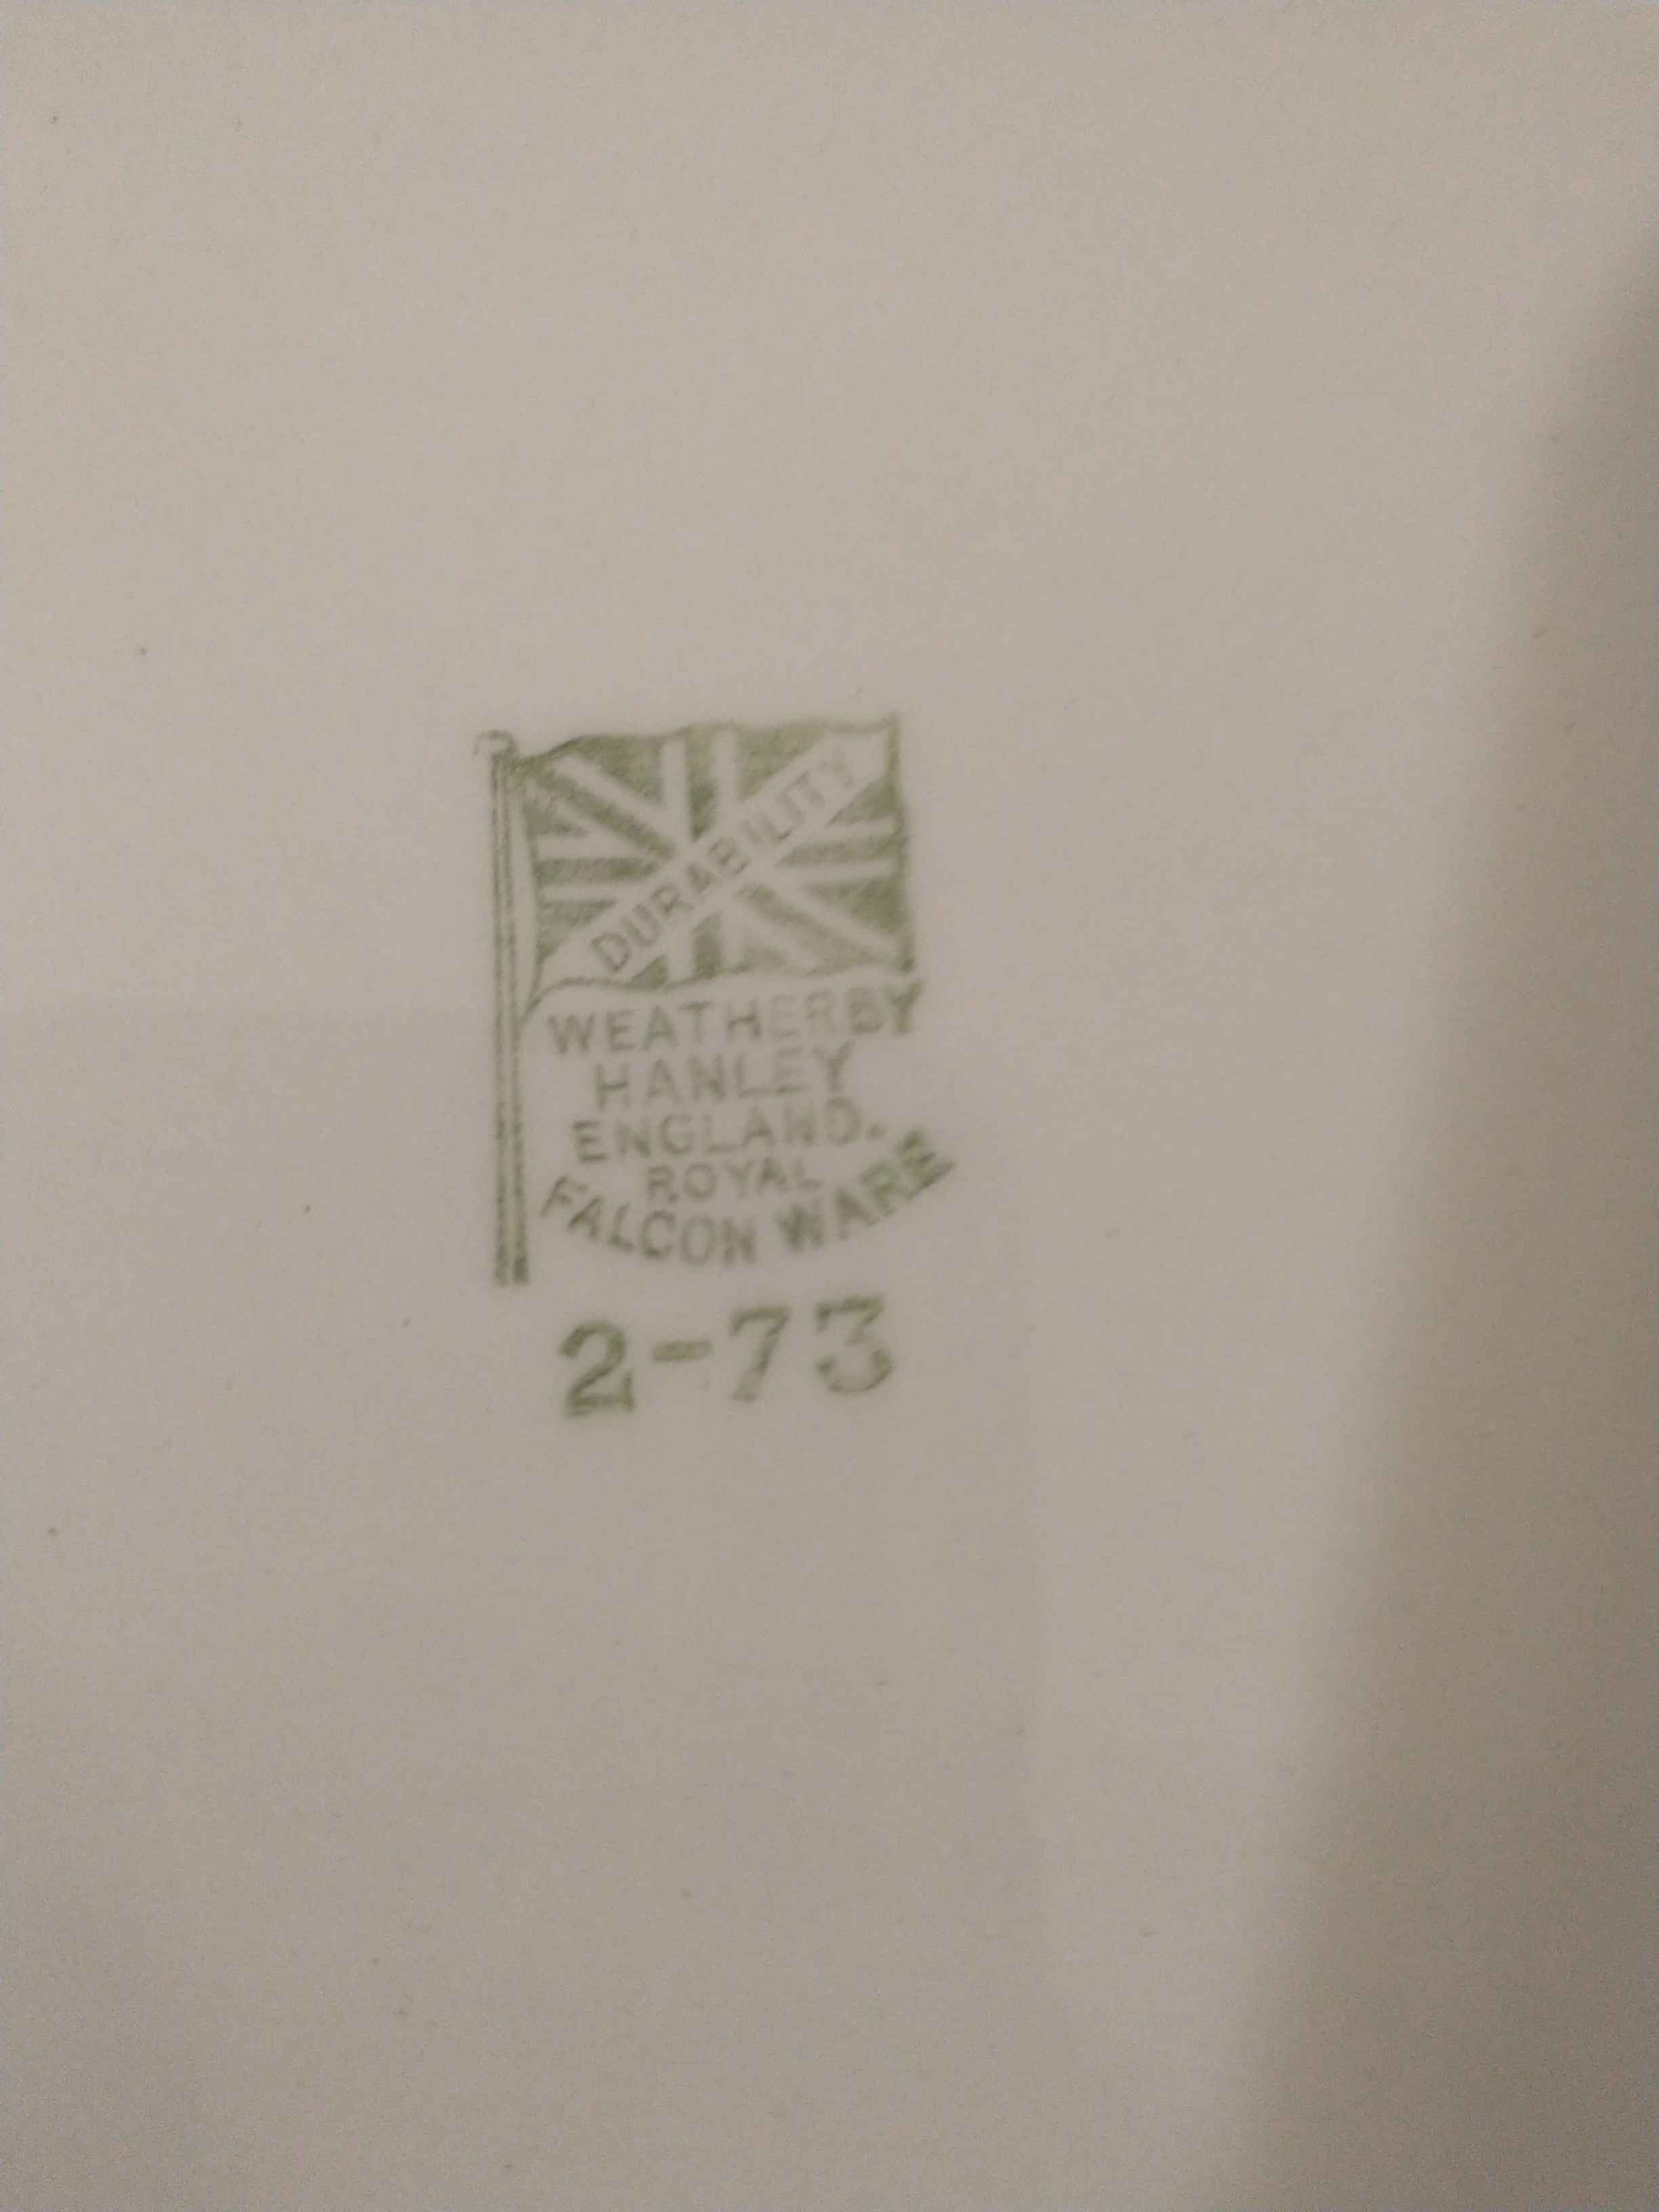 DURABILITY
WEATHERBY
HANLEY
ENGLAND.
ROYAL
FALCON WARE
2-73